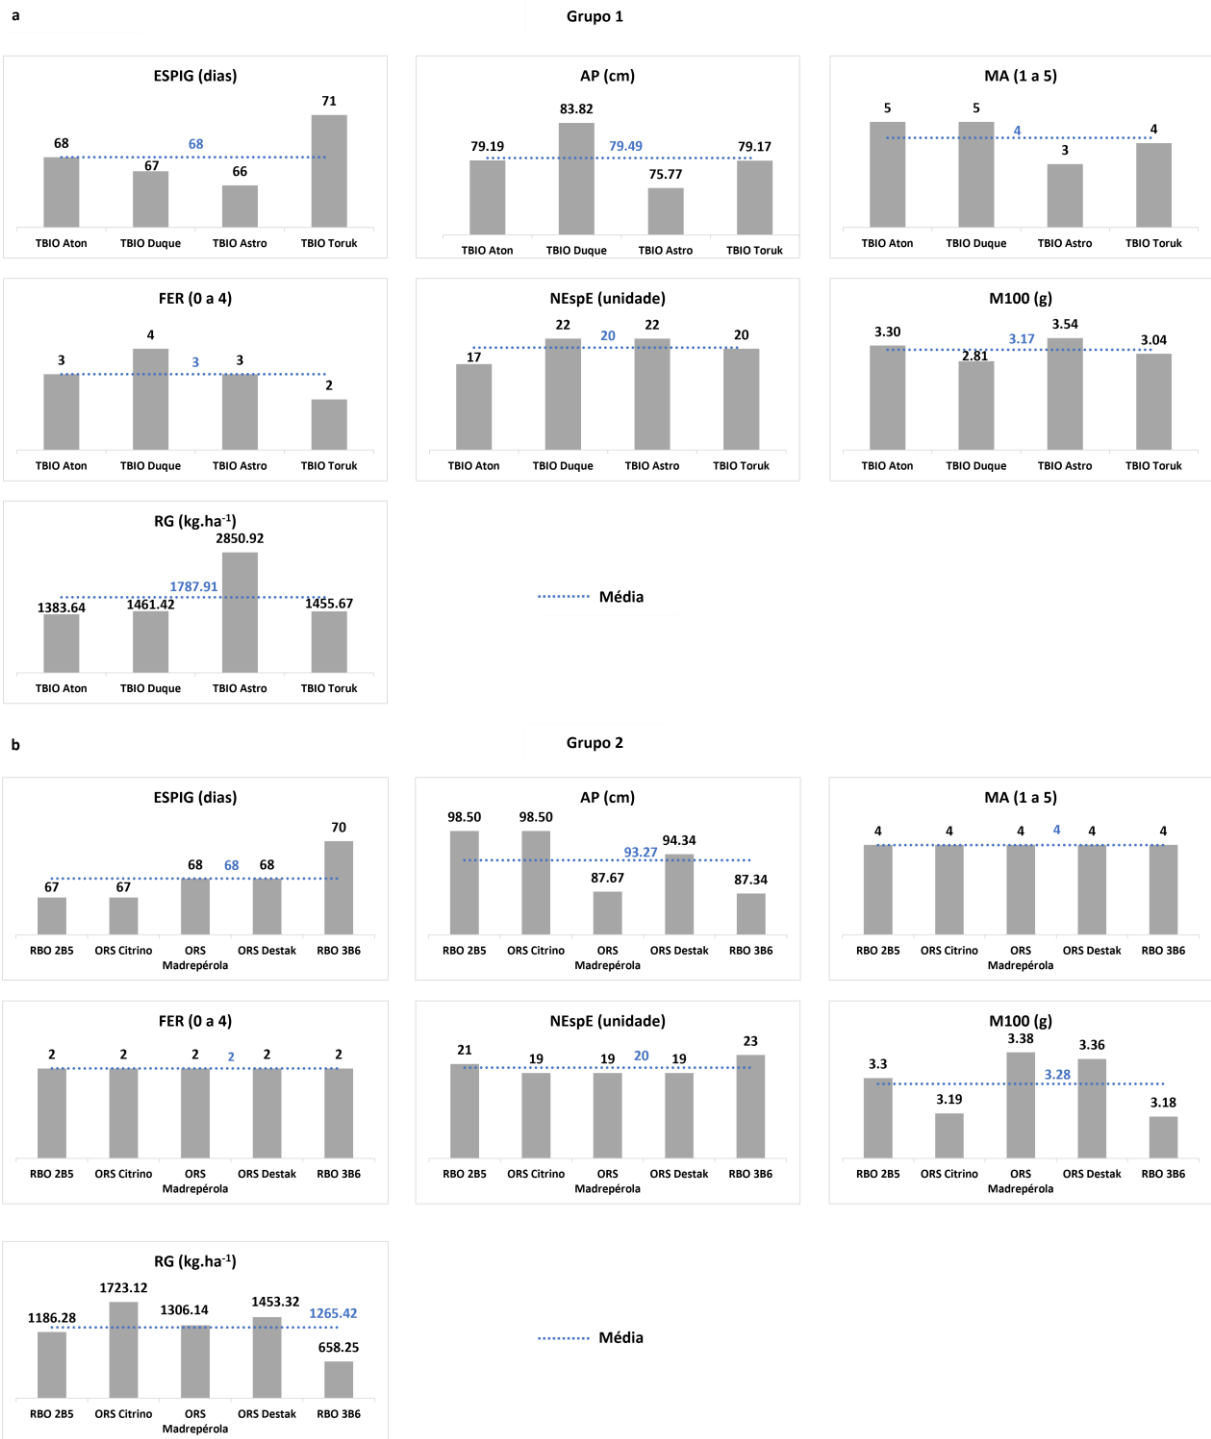 a
Grupo 1
ESPIG (dias)
71
68
68
67
66
TBIO Aton TBIO Duque TBIO Astro TBIO Toruk
AP (cm)
83.82
79.19
79.49
79.17
75.77
TBIO Aton TBIO Duque TBIO Astro TBIO Toruk
MA (1 a 5)
5 5
4
4
3
TBIO Aton TBIO Duque TBIO Astro TBIO Toruk
FER (0 a 4)
4
3
3
3
2
TBIO Aton TBIO Duque TBIO Astro TBIO Toruk
NEspE (unidade)
22 22
20
20
17
TBIO Aton TBIO Duque TBIO Astro TBIO Toruk
M100 (g)
3.54
3.30
3.17
3.04
2.81
TBIO Aton TBIO Duque TBIO Astro TBIO Toruk
RG (kg.ha⁻¹)
2850.92
1787.91
1383.64 1461.42 1455.67
TBIO Aton TBIO Duque TBIO Astro TBIO Toruk
Média
b
Grupo 2
ESPIG (dias)
70
68 68 68
67 67
RBO 2B5 ORS Citrino ORS ORS Destak RBO 3B6
Madrepérola
AP (cm)
98.50 98.50
94.34
93.27
87.67
87.34
RBO 2B5 ORS Citrino ORS ORS Destak RBO 3B6
Madrepérola
MA (1 a 5)
4 4 4 4 4 4
RBO 2B5 ORS Citrino ORS ORS Destak RBO 3B6
Madrepérola
FER (0 a 4)
2 2 2 2 2 2
RBO 2B5 ORS Citrino ORS ORS Destak RBO 3B6
Madrepérola
NEspE (unidade)
23
21 19 19 20 19
RBO 2B5 ORS Citrino ORS ORS Destak RBO 3B6
Madrepérola
M100 (g)
3.38
3.36
3.3
3.28
3.19
3.18
RBO 2B5 ORS Citrino ORS ORS Destak RBO 3B6
Madrepérola
RG (kg.ha⁻¹)
1723.12
1453.32
1186.28 1306.14 1265.42
658.25
RBO 2B5 ORS Citrino ORS ORS Destak RBO 3B6
Madrepérola
Média